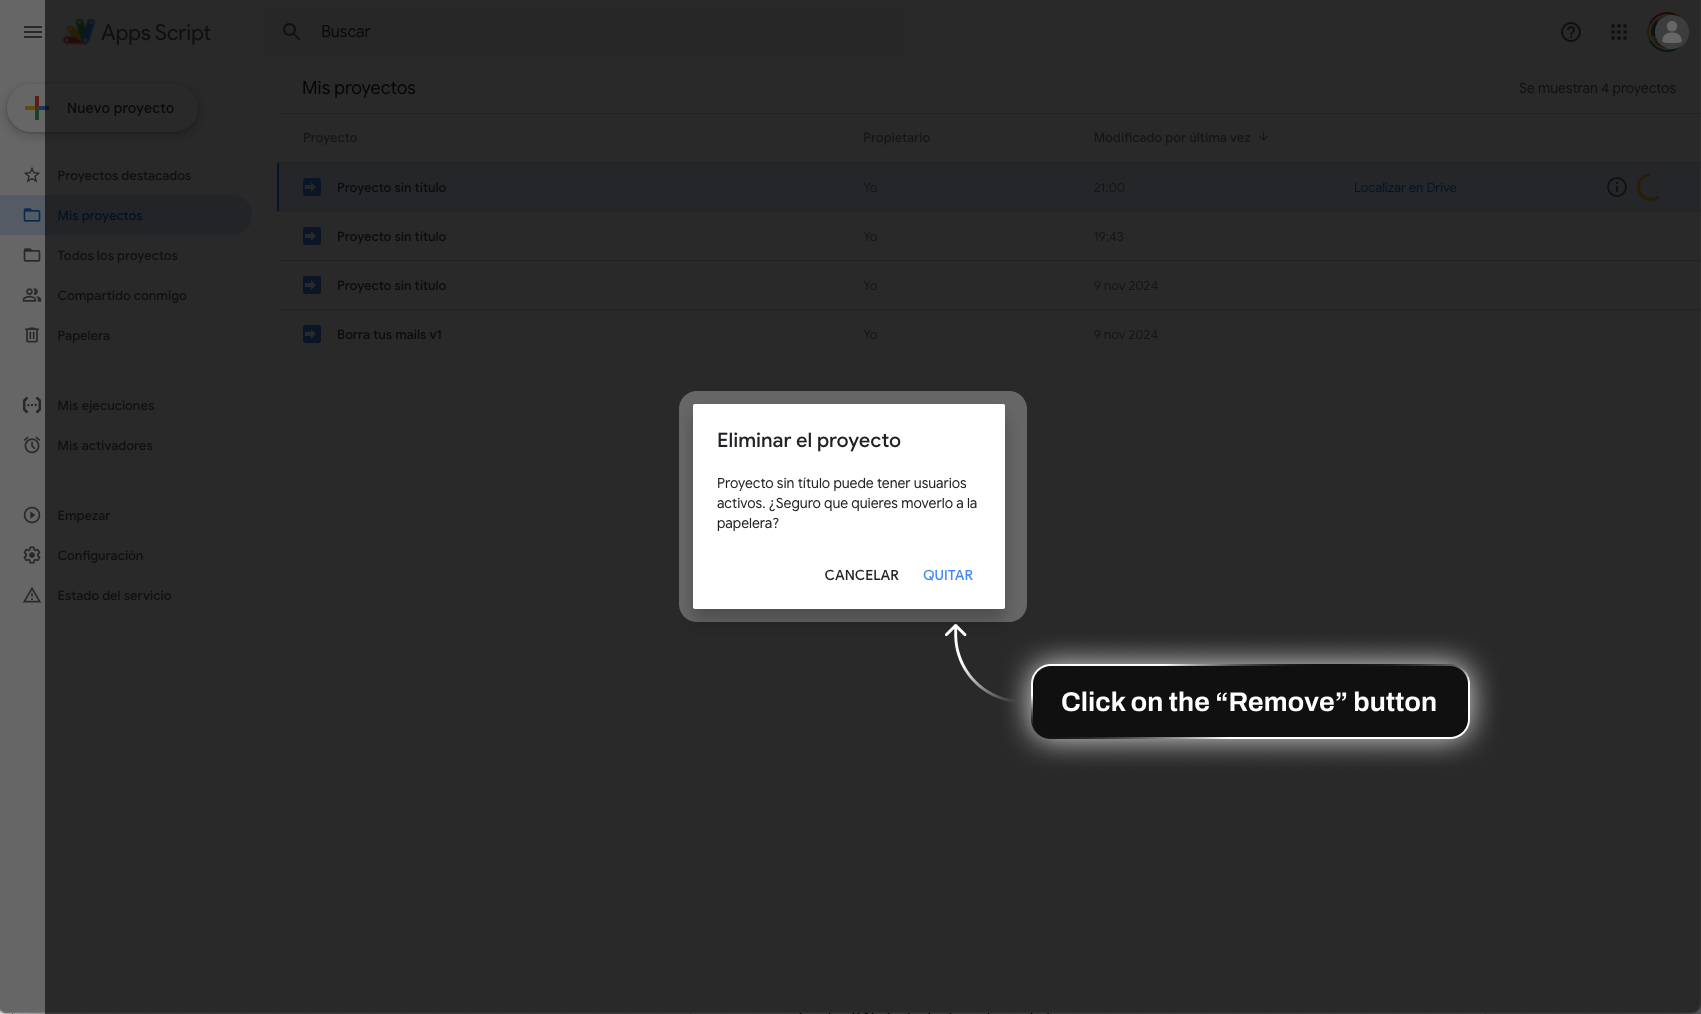 Apps Script
Buscar
Nuevo proyecto
Mis proyectos
Se muestran 4 proyectos
Proyecto Propietario Modificado por última vez
Proyecto sin título Yo 21:00 Localizar en Drive
Proyecto sin título Yo 19:43
Proyecto sin título Yo 9 nov 2024
Borra tus mails v1 Yo 9 nov 2024
Proyectos destacados
Mis proyectos
Todos los proyectos
Compartido conmigo
Papelera
Mis ejecuciones
Mis activadores
Empezar
Configuración
Estado del servicio
Eliminar el proyecto
Proyecto sin título puede tener usuarios
activos. ¿Seguro que quieres moverlo a la
papelera?
CANCELAR QUITAR
Click on the “Remove” button